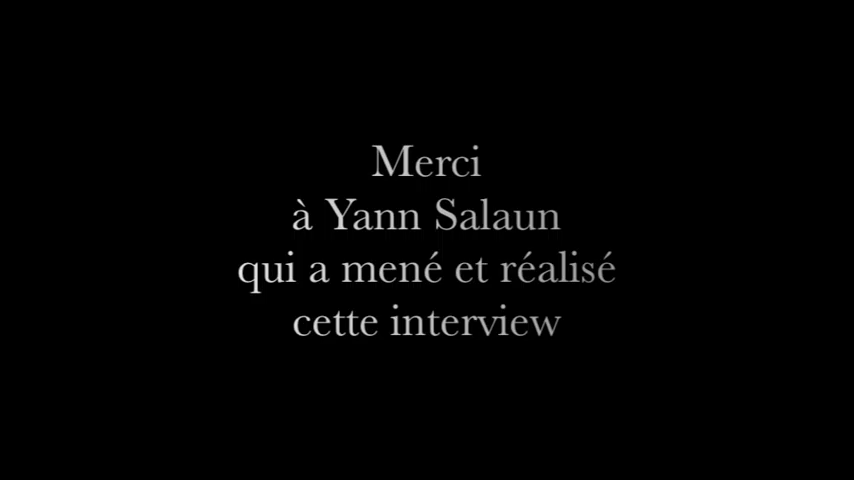 Merci
à Yann Salaun
qui a mené et réalisé
cette interview